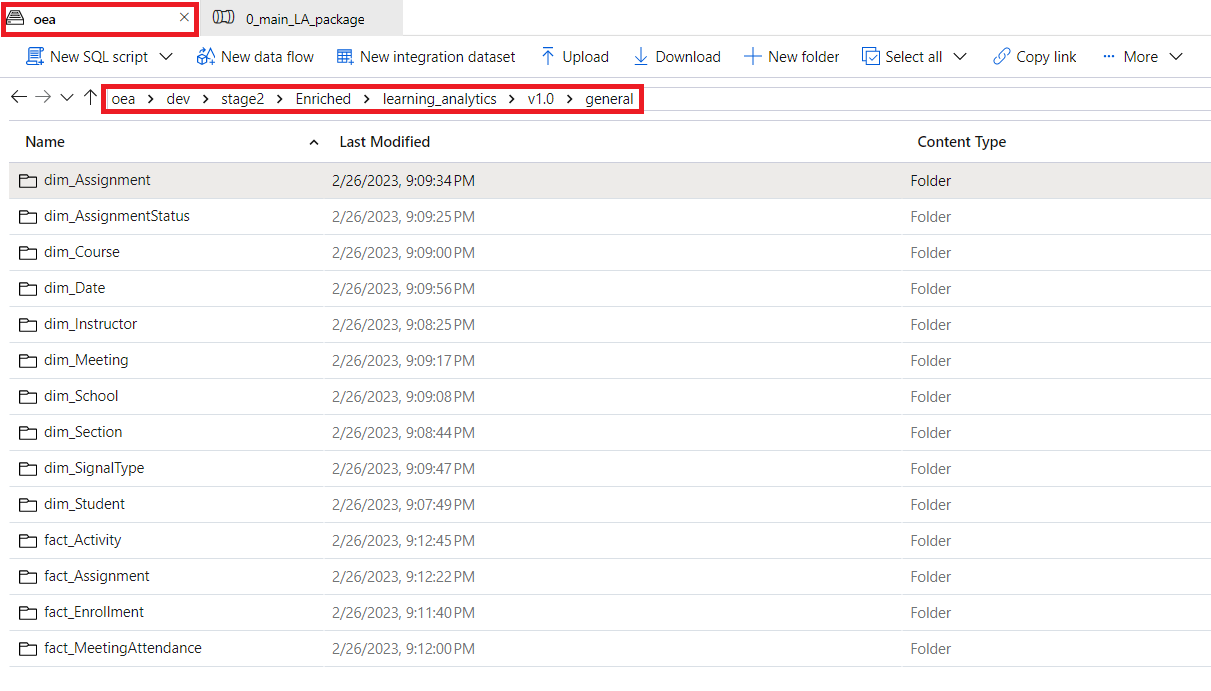 oea 0_main_LA_package
New SQL script New data flow New integration dataset Upload Download New folder Select all Copy link More
oea dev stage2 Enriched learning_analytics v1.0 general
Name Last Modified Content Type
dim_Assignment 2/26/2023, 9:09:34 PM Folder
dim_AssignmentStatus 2/26/2023, 9:09:25 PM Folder
dim_Course 2/26/2023, 9:09:00 PM Folder
dim_Date 2/26/2023, 9:09:56 PM Folder
dim_Instructor 2/26/2023, 9:08:25 PM Folder
dim_Meeting 2/26/2023, 9:09:17 PM Folder
dim_School 2/26/2023, 9:09:08 PM Folder
dim_Section 2/26/2023, 9:08:44 PM Folder
dim_SignalType 2/26/2023, 9:09:47 PM Folder
dim_Student 2/26/2023, 9:07:49 PM Folder
fact_Activity 2/26/2023, 9:12:45 PM Folder
fact_Assignment 2/26/2023, 9:12:22 PM Folder
fact_Enrollment 2/26/2023, 9:11:40 PM Folder
fact_MeetingAttendance 2/26/2023, 9:12:00 PM Folder